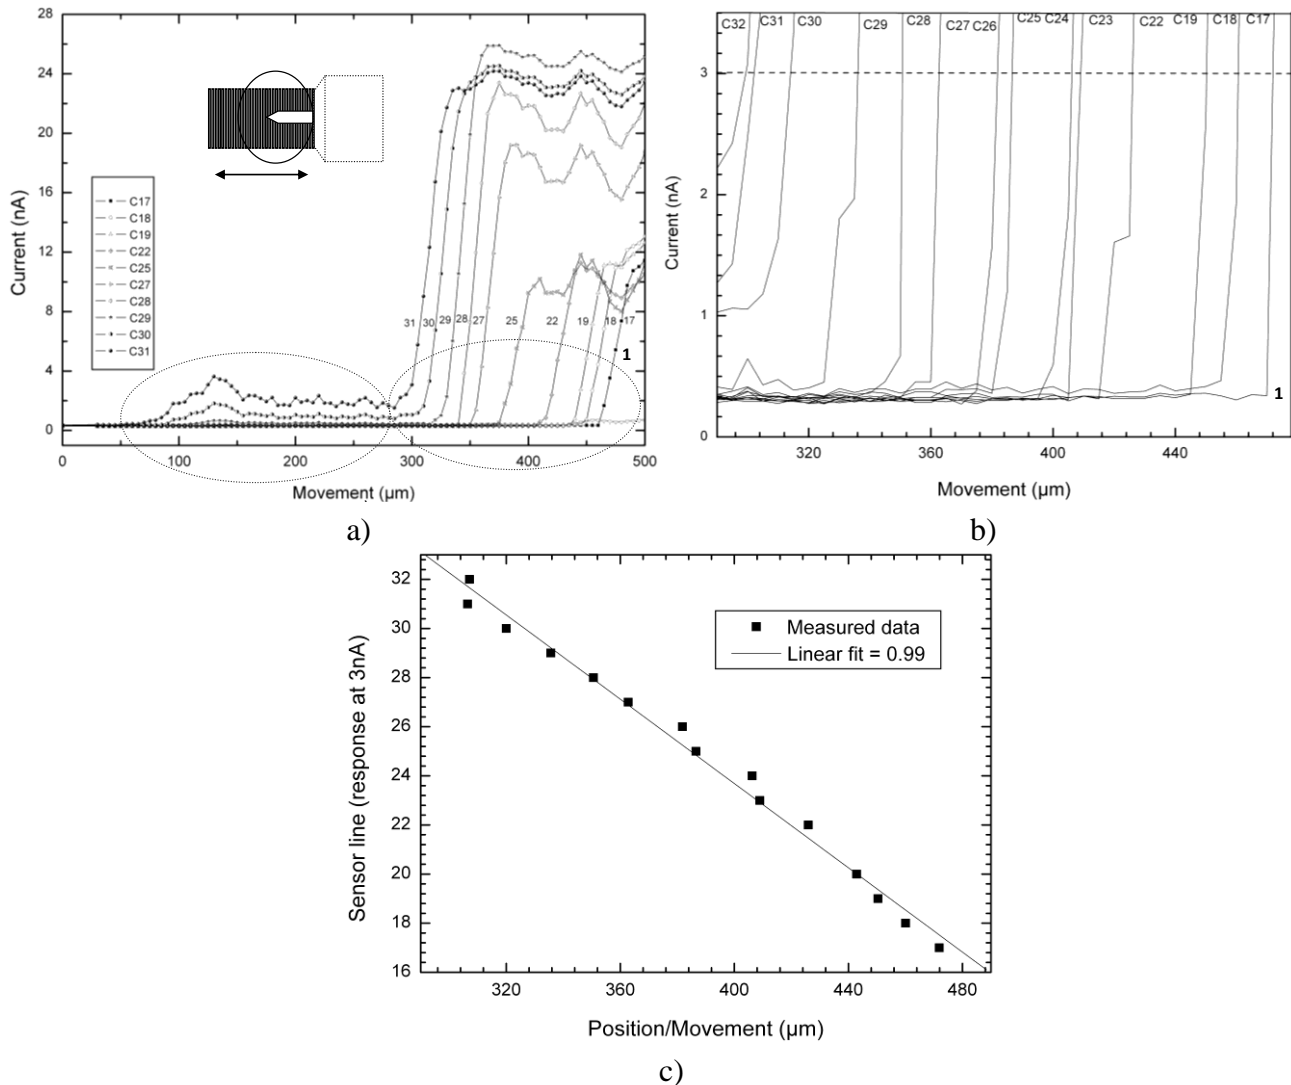 28
24
20
16
12
8
4
0
Current (nA)
C17
C18
C19
C22
C25
C27
C28
C29
C30
C31
31
30
29
28
27
25
22
19
18
17
1
0
100
200
300
400
500
Movement (μm)
a)
C32
C31
C30
C29
C28
C27
C26
C25
C24
C23
C22
C19
C18
C17
4
3
2
1
0
Current (nA)
1
320
360
400
440
Movement (μm)
b)
32
30
28
26
24
22
20
18
16
Sensor line (response at 3nA)
Measured data
Linear fit = 0.99
320
360
400
440
480
Position/Movement (μm)
c)